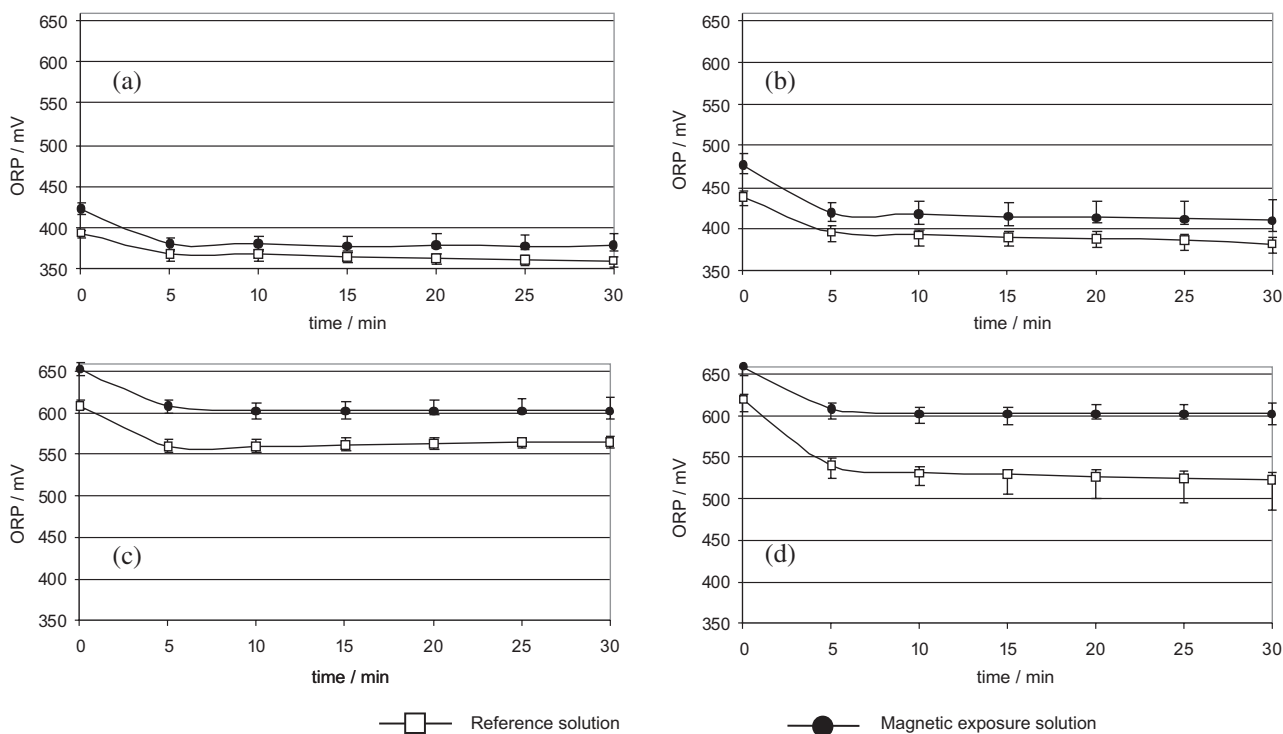 650
600
550
500
450
400
350
ORP / mV
(a)
0 5 10 15 20 25 30
time / min
650
600
550
500
450
400
350
ORP / mV
(b)
0 5 10 15 20 25 30
time / min
650
600
550
500
450
400
350
ORP / mV
(c)
0 5 10 15 20 25 30
time / min
650
600
550
500
450
400
350
ORP / mV
(d)
0 5 10 15 20 25 30
time / min
Reference solution
Magnetic exposure solution